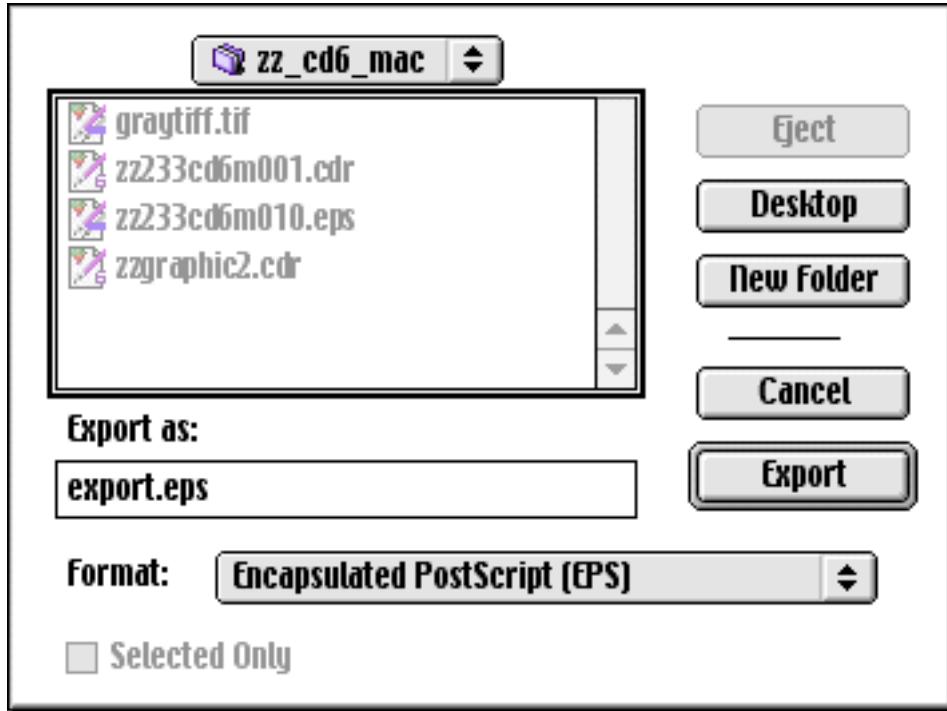 zz_cd6_mac
graytiff.tif
zz233cd6m001.cdr
zz233cd6m010.eps
zzgraphic2.cdr
Eject
Desktop
New Folder
Cancel
Export
Export as:
export.eps
Format:
Encapsulated PostScript (EPS)
Selected Only